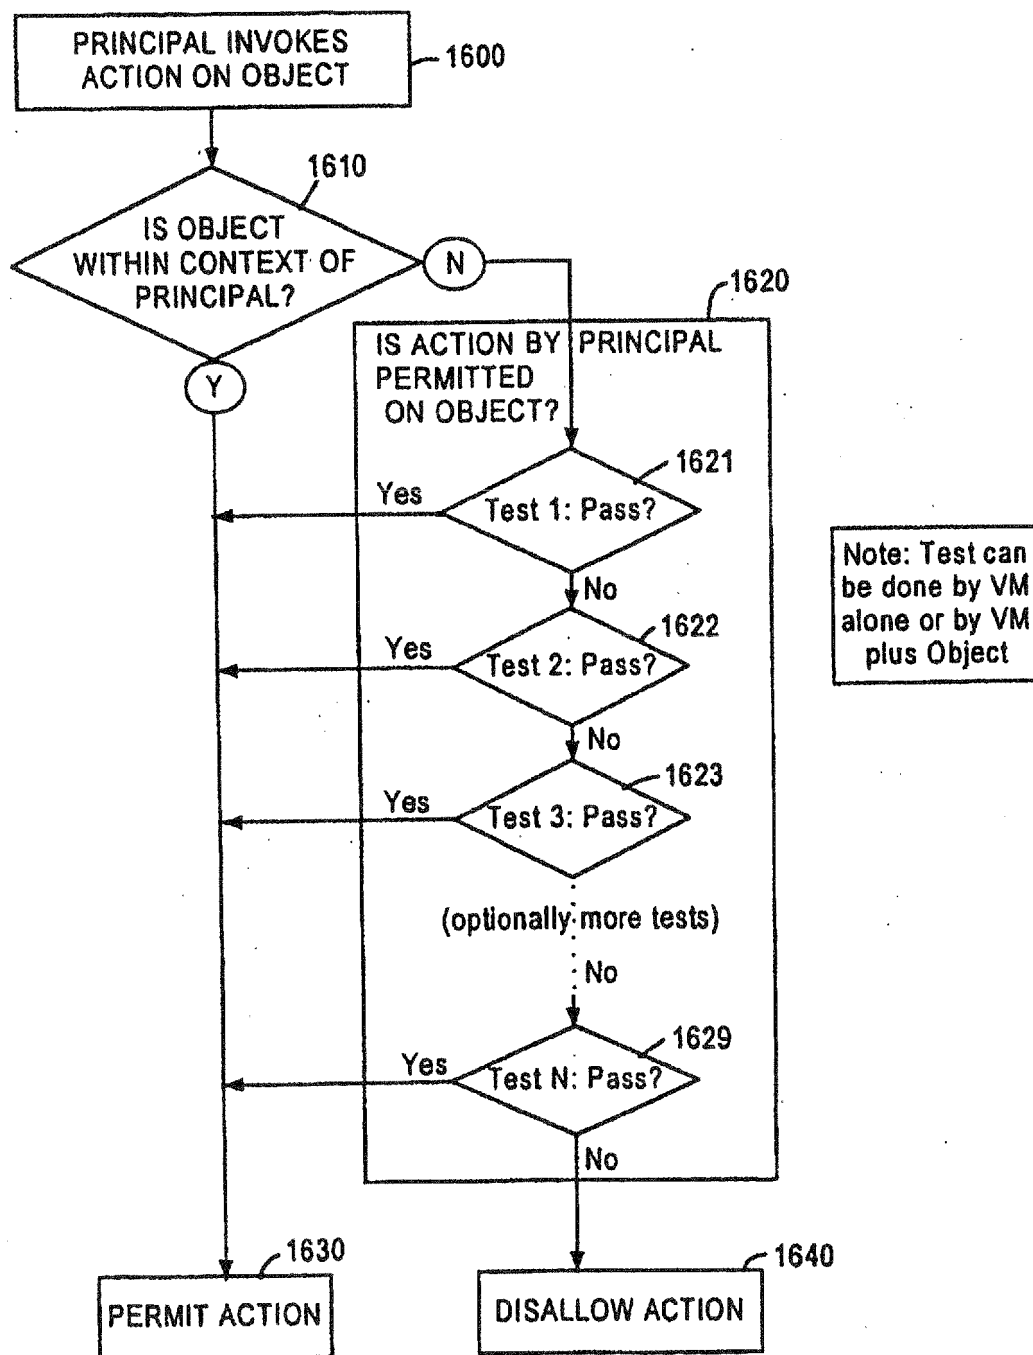 PRINCIPAL INVOKES
ACTION ON OBJECT
1600
1610
IS OBJECT
WITHIN CONTEXT OF
PRINCIPAL?
N
Y
1620
IS ACTION BY PRINCIPAL
PERMITTED
ON OBJECT?
1621
Yes
Test 1: Pass?
No
1622
Yes
Test 2: Pass?
No
1623
Yes
Test 3: Pass?
(optionally more tests)
No
1629
Yes
Test N: Pass?
No
Note: Test can
be done by VM
alone or by VM
plus Object
1630
PERMIT ACTION
1640
DISALLOW ACTION